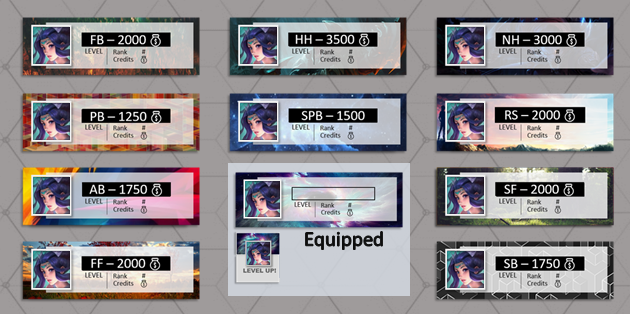 FB – 2000
LEVEL Rank #
Credits
HH – 3500
LEVEL Rank #
Credits
NH – 3000
LEVEL Rank #
Credits
PB – 1250
LEVEL Rank #
Credits
SPB – 1500
LEVEL Rank #
Credits
RS – 2000
LEVEL Rank #
Credits
AB – 1750
LEVEL Rank #
Credits
LEVEL Rank #
Credits
Equipped
LEVEL UP!
SF – 2000
LEVEL Rank #
Credits
FF – 2000
LEVEL Rank #
Credits
SB – 1750
LEVEL Rank #
Credits